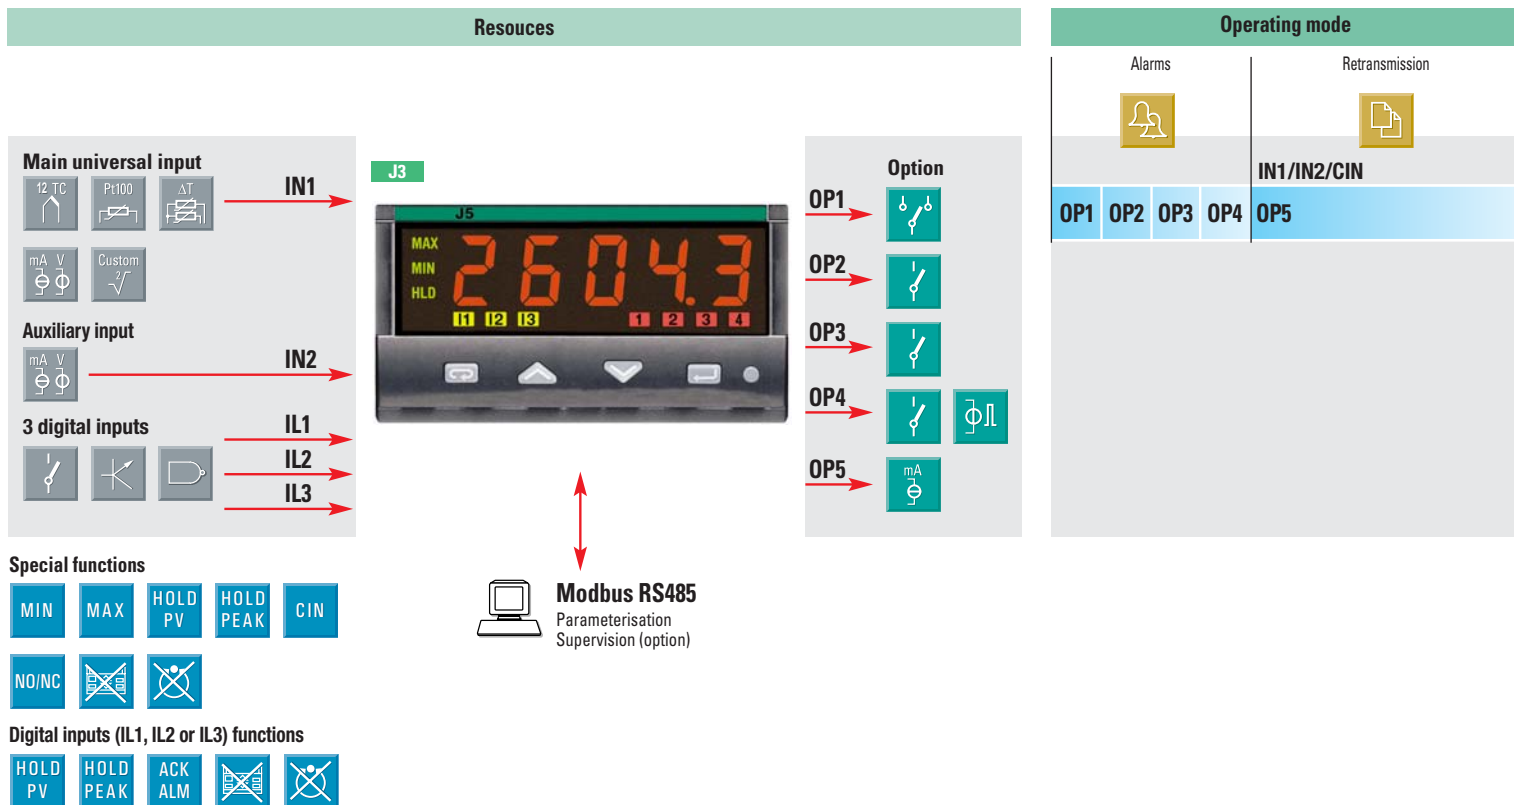 Resouces
Operating mode
Alarms
Retransmission
Main universal input
12 TC
Pt100
ΔT
IN1
mA V
Custom
2√
Auxiliary input
mA V
IN2
3 digital inputs
IL1
IL2
IL3
J3
J5
MAX
MIN
HLD
2604.3
I1 I2 I3
1 2 3 4
Option
OP1
OP2
OP3
OP4
OP5
mA
IN1/IN2/CIN
OP1 OP2 OP3 OP4 OP5
Modbus RS485
Parameterisation
Supervision (option)
Special functions
MIN
MAX
HOLD
PV
HOLD
PEAK
CIN
NO/NC
Digital inputs (IL1, IL2 or IL3) functions
HOLD
PV
HOLD
PEAK
ACK
ALM